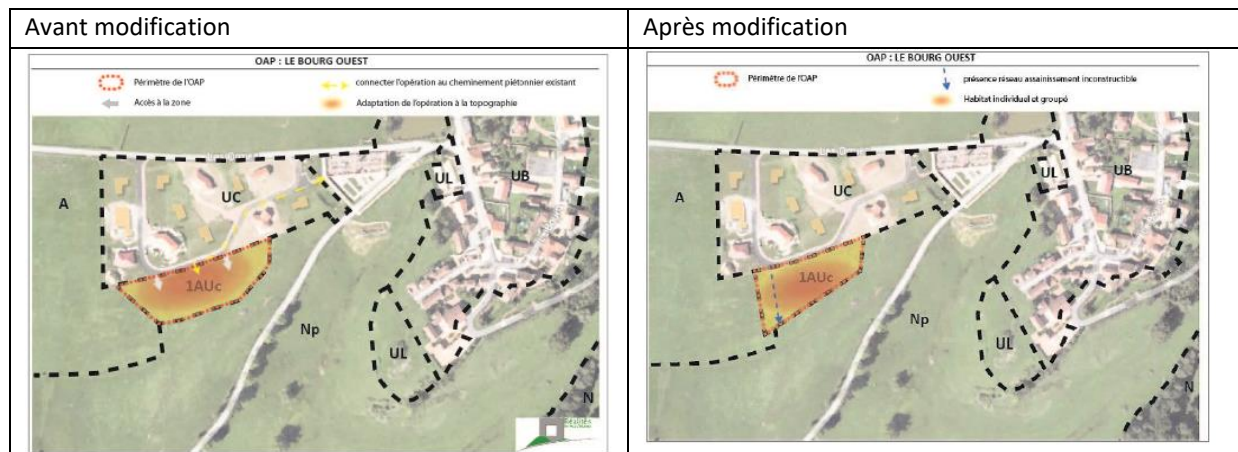 Avant modification
OAP : LE BOURG OUEST
Périmètre de l'OAP
connecter l'opération au cheminement piétonnier existant
Accès à la zone
Adaptation de l'opération à la topographie
UL
UB
UC
A
1AUc
Np
UL
N
Réalités
Après modification
OAP : LE BOURG OUEST
Périmètre de l'OAP
présence réseau assainissement inconstructible
Habitat individuel et groupé
UL
UB
UC
A
1AUc
Np
UL
N